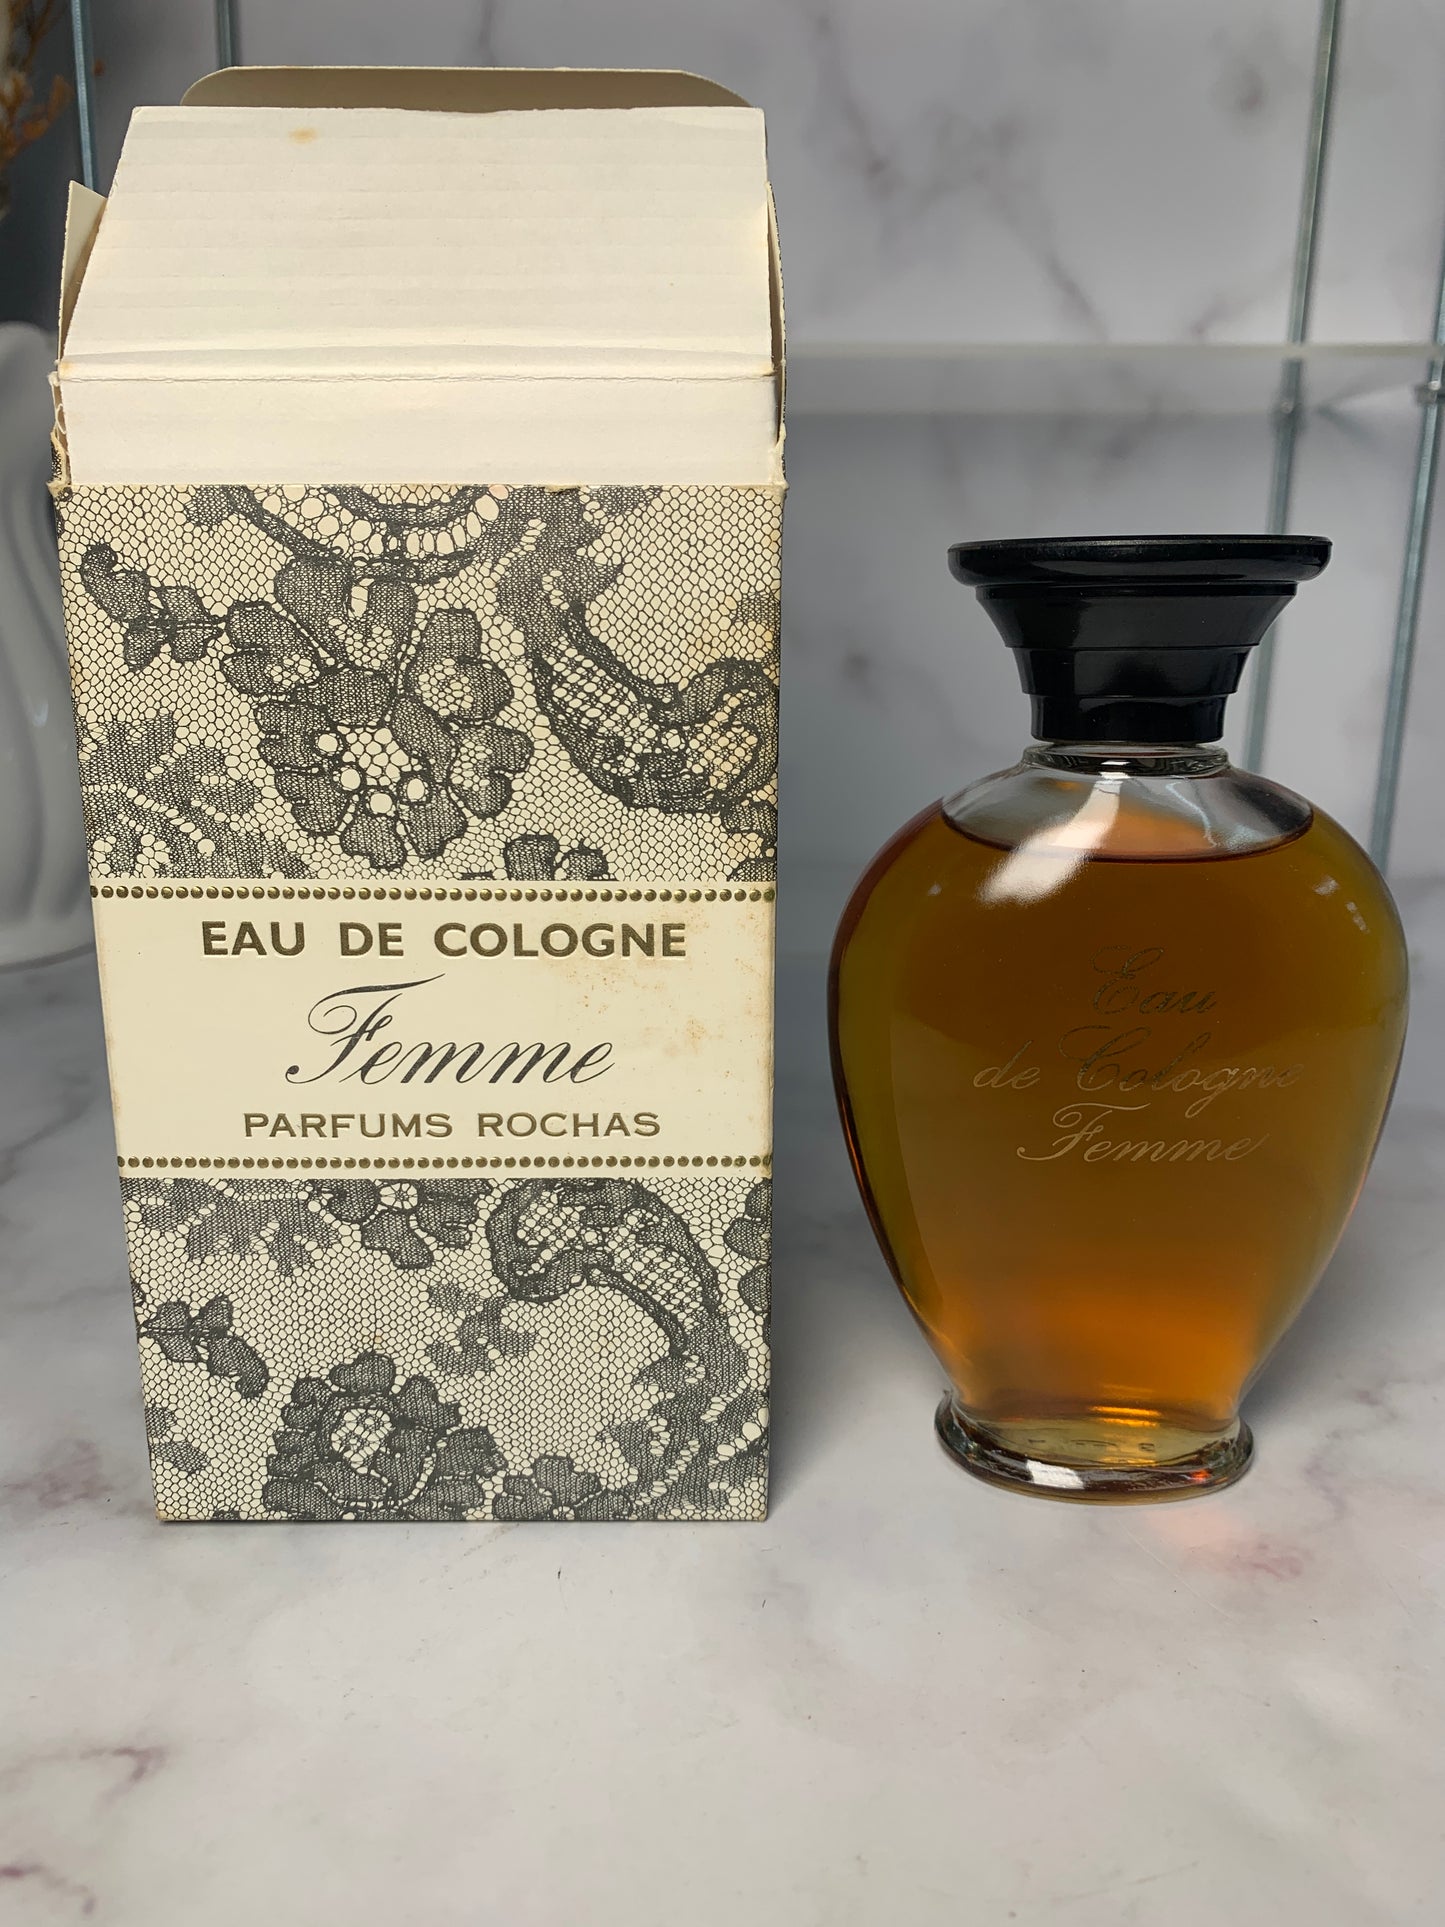 EAU DE COLOGNE
Femme
PARFUMS ROCHAS
Eau
de Cologne
Femme